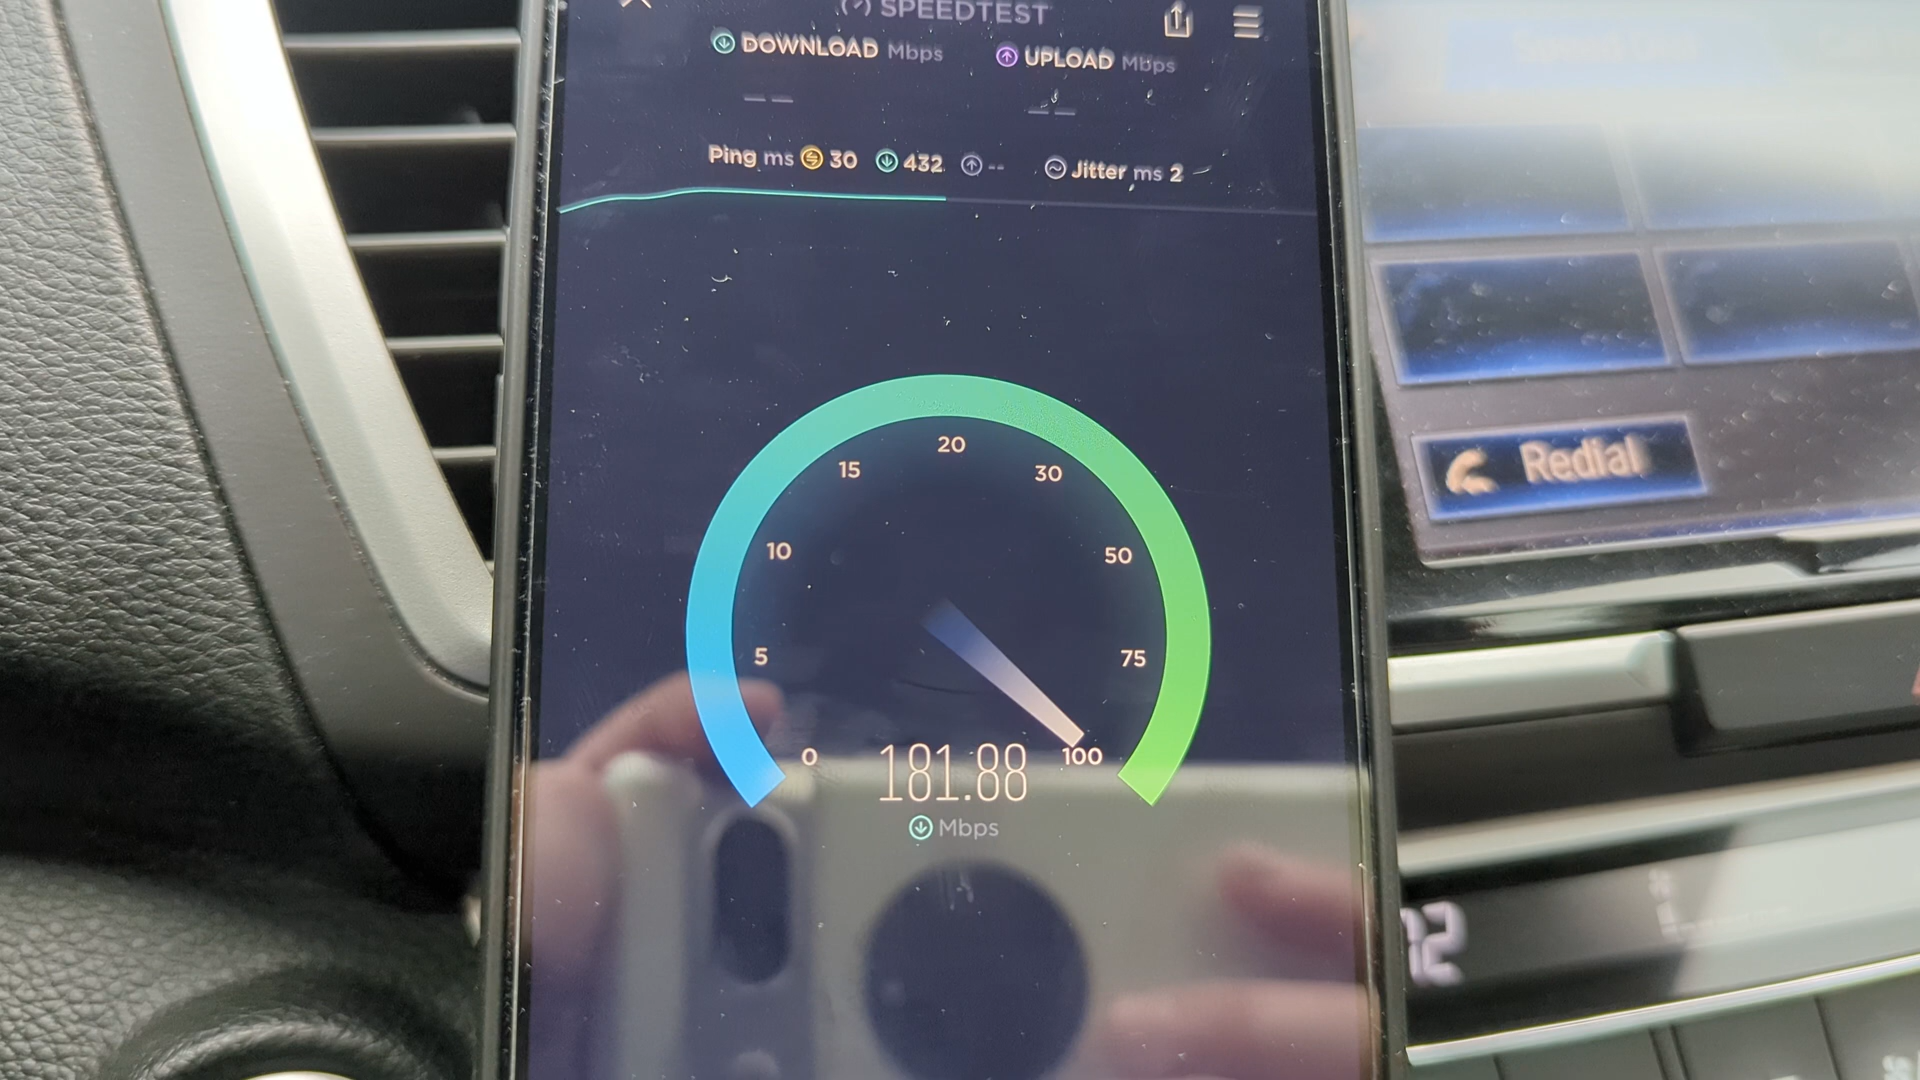 SPEEDTEST
DOWNLOAD Mbps
UPLOAD Mbps
-- --
Ping ms 30 432 -- Jitter ms 2
20
15 30
10 50
5 75
0 181.88 100
Mbps
Redial
72